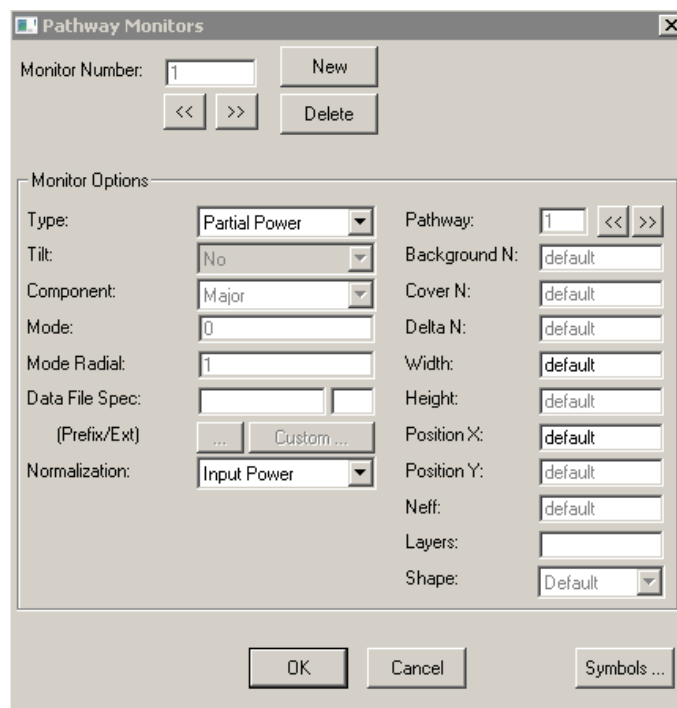 Pathway Monitors
Monitor Number: 1 New
<< >> Delete
Monitor Options
Type: Partial Power Pathway: 1 << >>
Tilt: No Background N: default
Component: Major Cover N: default
Mode: 0 Delta N: default
Mode Radial: 1 Width: default
Data File Spec: Height: default
(Prefix/Ext) ... Custom ... Position X: default
Normalization: Input Power Position Y: default
Neff: default
Layers:
Shape: Default
OK Cancel Symbols ...